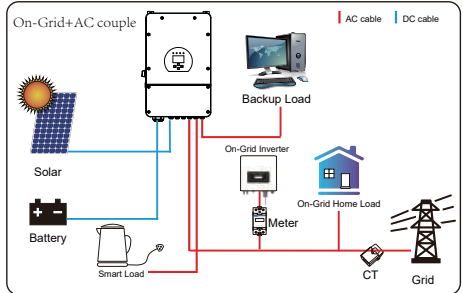 On-Grid+AC couple
AC cable
DC cable
Backup Load
Solar
On-Grid Inverter
On-Grid Home Load
Meter
Battery
Smart Load
CT
Grid